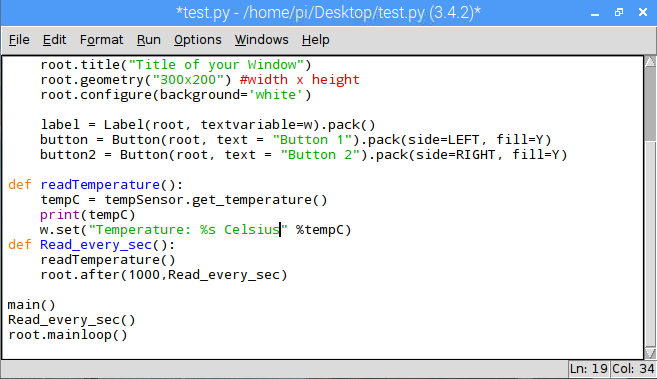 *test.py - /home/pi/Desktop/test.py (3.4.2)*
File Edit Format Run Options Windows Help
    root.title("Title of your Window")
    root.geometry("300x200") #width x height
    root.configure(background='white')

    label = Label(root, textvariable=w).pack()
    button = Button(root, text = "Button 1").pack(side=LEFT, fill=Y)
    button2 = Button(root, text = "Button 2").pack(side=RIGHT, fill=Y)

def readTemperature():
    tempC = tempSensor.get_temperature()
    print(tempC)
    w.set("Temperature: %s Celsius" %tempC)
def Read_every_sec():
    readTemperature()
    root.after(1000,Read_every_sec)

main()
Read_every_sec()
root.mainloop()
Ln: 19 Col: 34